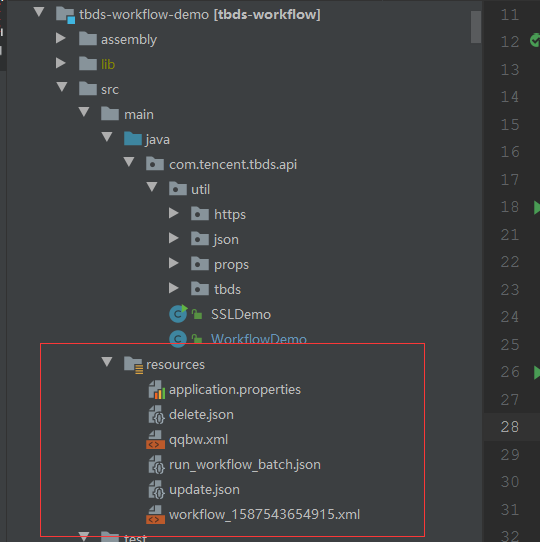 tbds-workflow-demo [tbds-workflow]
assembly
lib
src
main
java
com.tencent.tbds.api
util
https
json
props
tbds
SSLDemo
WorkflowDemo
resources
application.properties
delete.json
qqbw.xml
run_workflow_batch.json
update.json
workflow_1587543654915.xml
test
11
12
13
14
15
16
17
18
21
22
23
24
25
26
27
28
29
30
31
32